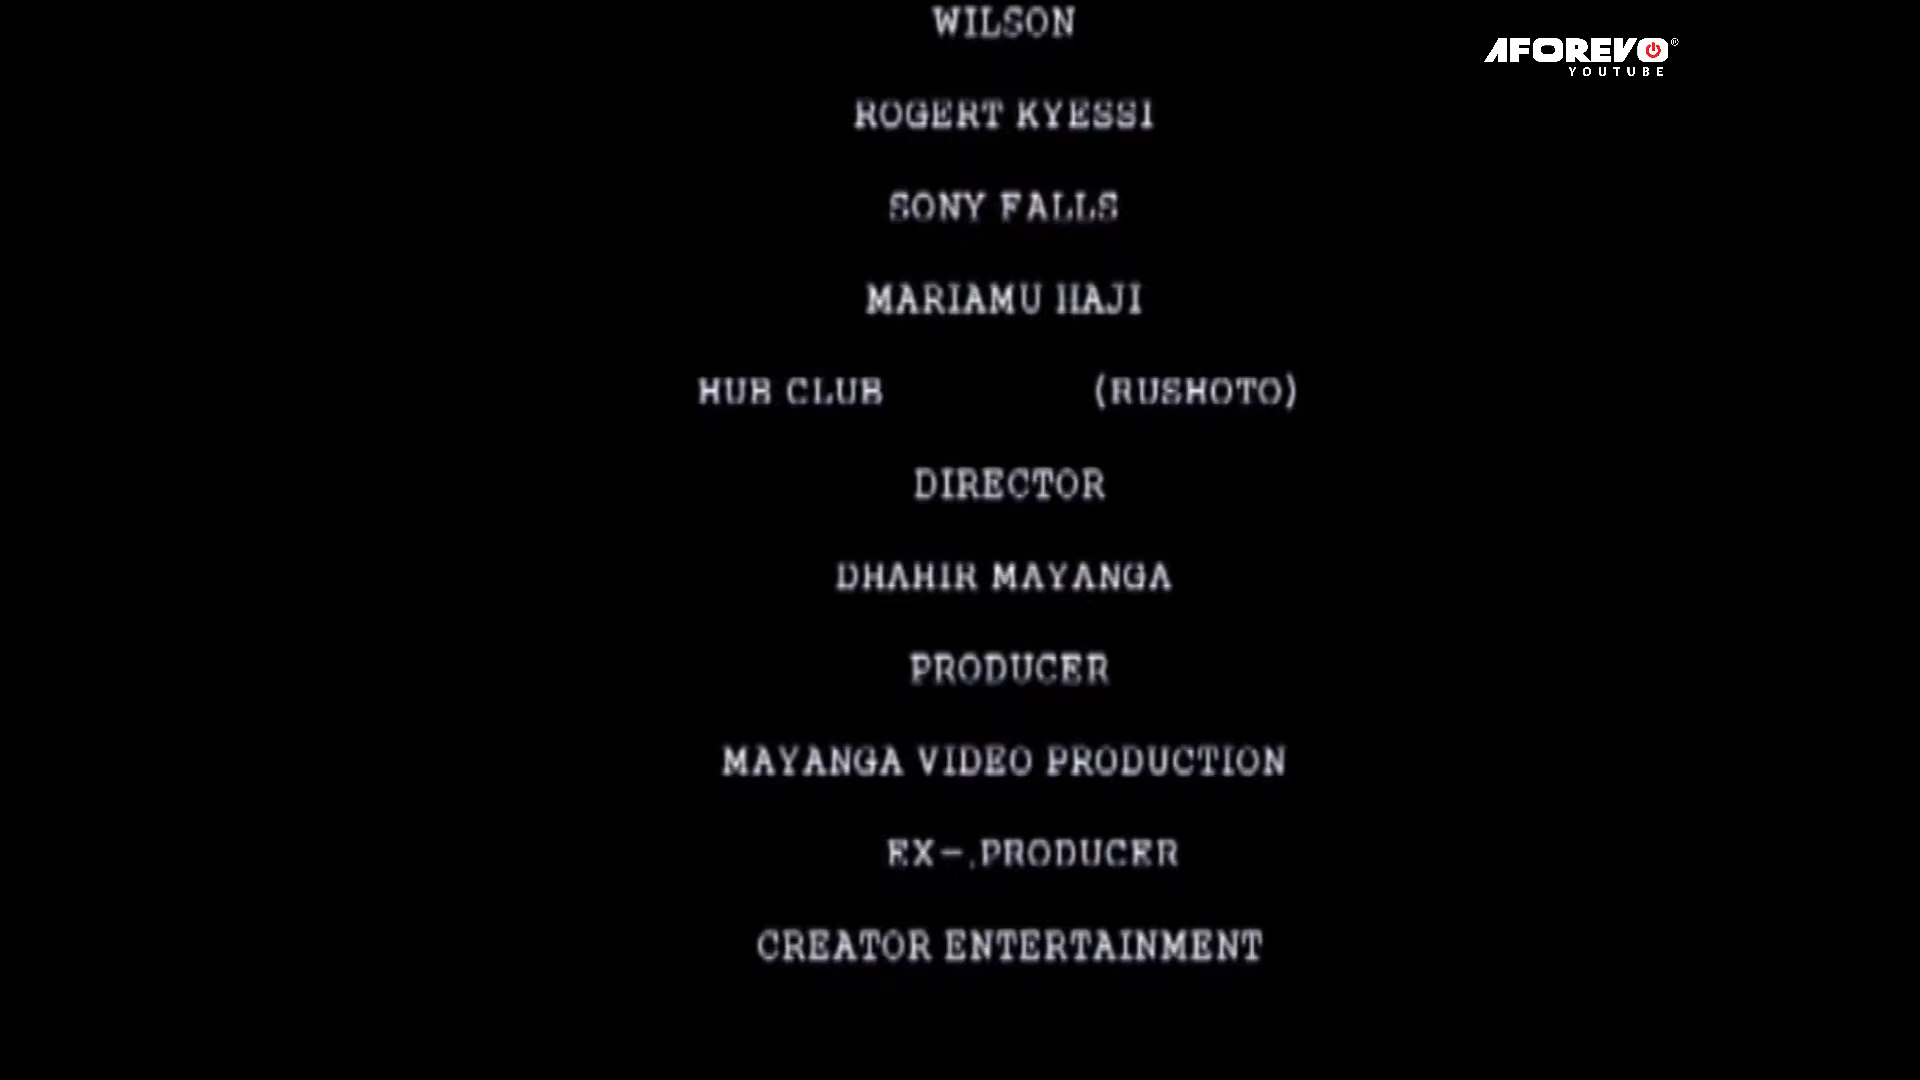 WILSON
AFOREVO®
YOUTUBE
ROGERT KYESSI
SONY FALLS
MARIAMU HAJI
HUB CLUB (RUSHOTO)
DIRECTOR
DHAHIR MAYANGA
PRODUCER
MAYANGA VIDEO PRODUCTION
EX-.PRODUCER
CREATOR ENTERTAINMENT